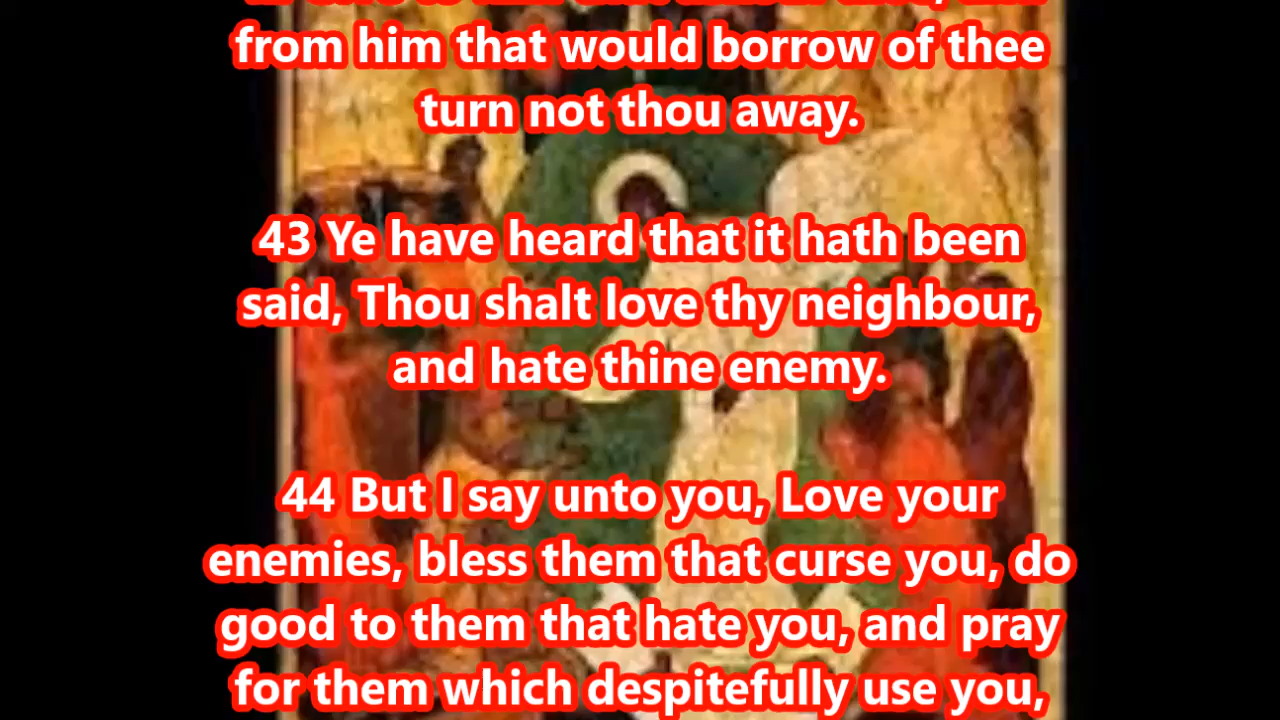 from him that would borrow of thee
turn not thou away.
43 Ye have heard that it hath been
said, Thou shalt love thy neighbour,
and hate thine enemy.
44 But I say unto you, Love your
enemies, bless them that curse you, do
good to them that hate you, and pray
for them which despitefully use you,